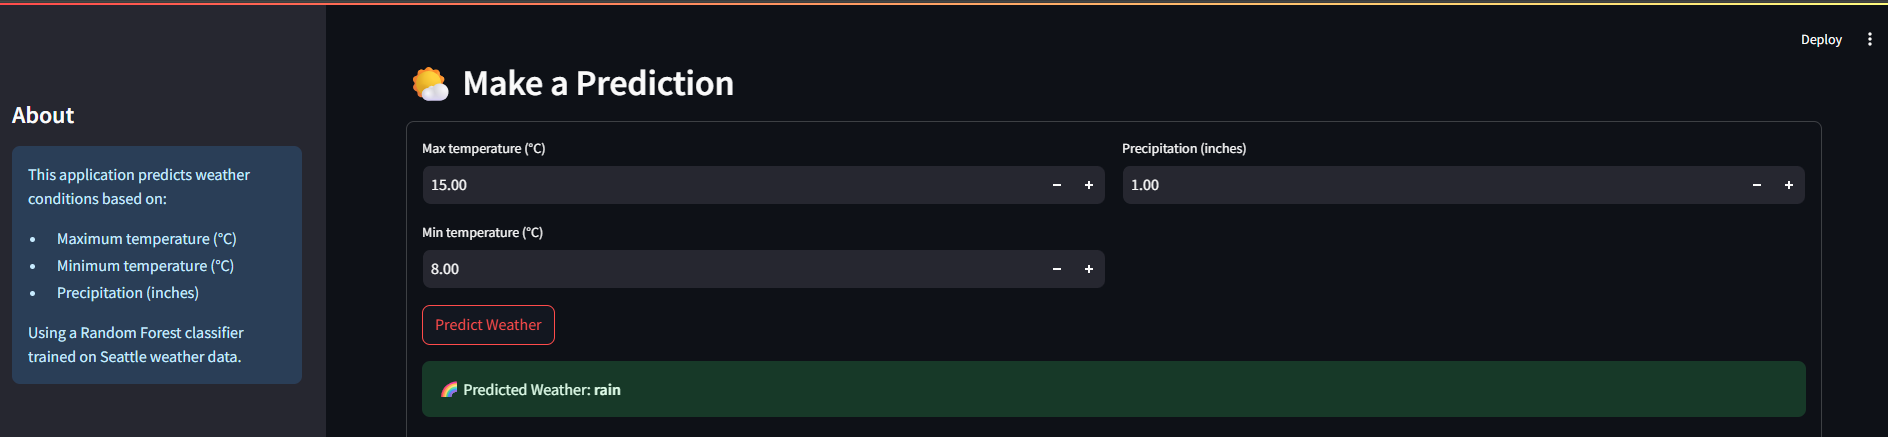 Deploy
About
This application predicts weather
conditions based on:
• Maximum temperature (°C)
• Minimum temperature (°C)
• Precipitation (inches)
Using a Random Forest classifier
trained on Seattle weather data.
Make a Prediction
Max temperature (°C)
15.00
Precipitation (inches)
1.00
Min temperature (°C)
8.00
Predict Weather
Predicted Weather: rain